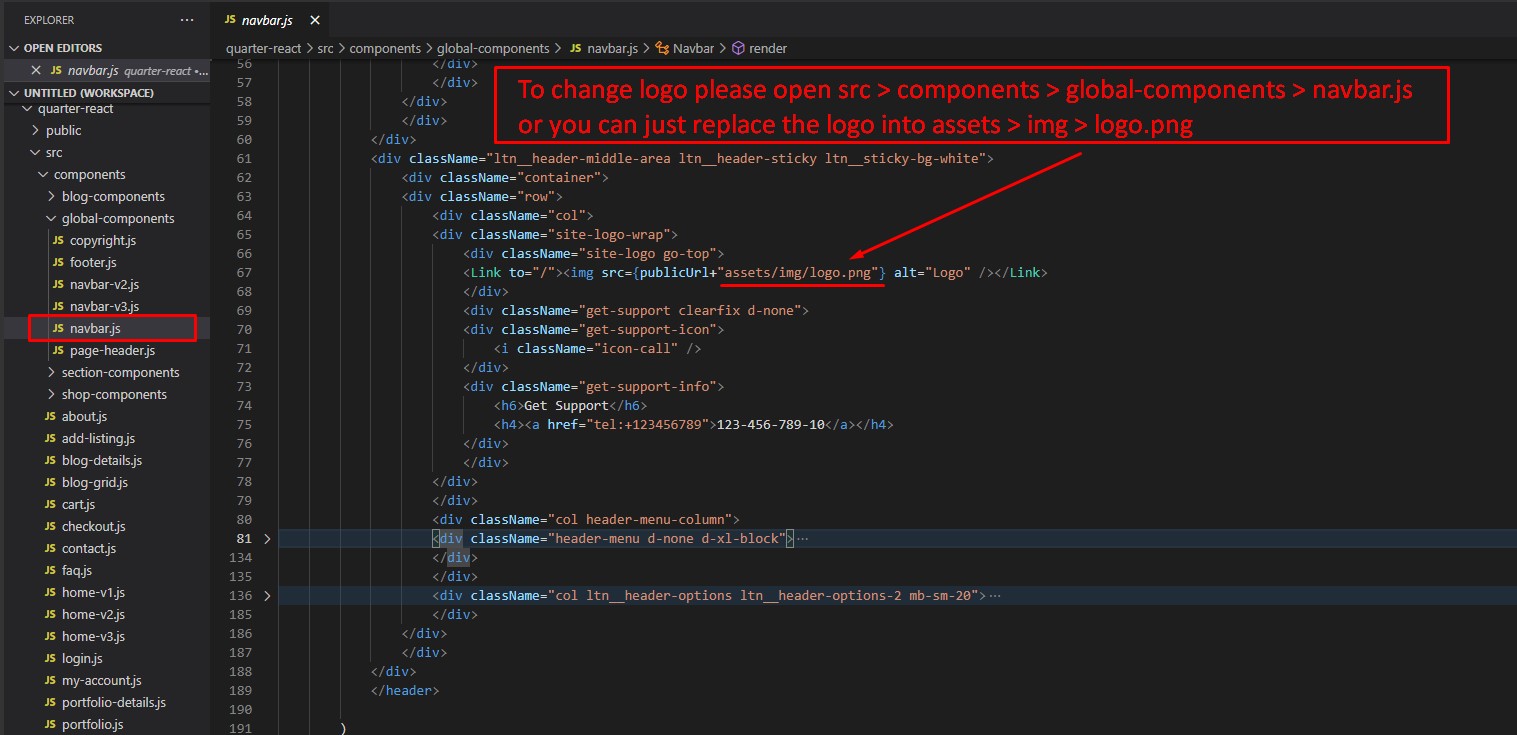 EXPLORER ...
OPEN EDITORS
JS navbar.js quarter-react • ...
UNTITLED (WORKSPACE)
quarter-react
public
src
components
blog-components
global-components
JS copyright.js
JS footer.js
JS navbar-v2.js
JS navbar-v3.js
JS navbar.js
JS page-header.js
section-components
shop-components
JS about.js
JS add-listing.js
JS blog-details.js
JS blog-grid.js
JS cart.js
JS checkout.js
JS contact.js
JS faq.js
JS home-v1.js
JS home-v2.js
JS home-v3.js
JS login.js
JS my-account.js
JS portfolio-details.js
JS portfolio.js
JS navbar.js
quarter-react > src > components > global-components > JS navbar.js > Navbar > render
To change logo please open src > components > global-components > navbar.js
or you can just replace the logo into assets > img > logo.png
56 </div>
57 </div>
58 </div>
59 </div>
60 </div>
61 <div className="ltn__header-middle-area ltn__header-sticky ltn__sticky-bg-white">
62 <div className="container">
63 <div className="row">
64 <div className="col">
65 <div className="site-logo-wrap">
66 <div className="site-logo go-top">
67 <Link to="/"><img src={publicUrl+"assets/img/logo.png"} alt="Logo" /></Link>
68 </div>
69 <div className="get-support clearfix d-none">
70 <div className="get-support-icon">
71 <i className="icon-call" />
72 </div>
73 <div className="get-support-info">
74 <h6>Get Support</h6>
75 <h4><a href="tel:+123456789">123-456-789-10</a></h4>
76 </div>
77 </div>
78 </div>
79 </div>
80 <div className="col header-menu-column">
81 <div className="header-menu d-none d-xl-block">...
134 </div>
135 </div>
136 <div className="col ltn__header-options ltn__header-options-2 mb-sm-20">...
185 </div>
186 </div>
187 </div>
188 </div>
189 </header>
190
191 )